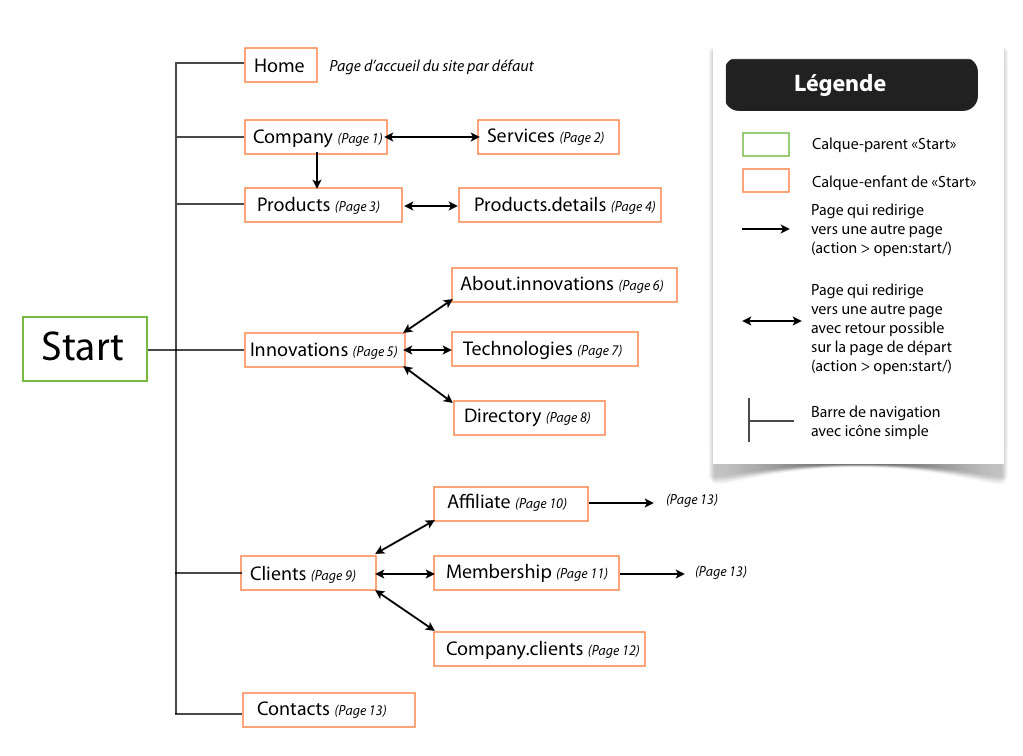 Home
Page d’accueil du site par défaut
Company (Page 1)
Services (Page 2)
Products (Page 3)
Products.details (Page 4)
About.innovations (Page 6)
Start
Innovations (Page 5)
Technologies (Page 7)
Directory (Page 8)
Affiliate (Page 10)
(Page 13)
Clients (Page 9)
Membership (Page 11)
(Page 13)
Company.clients (Page 12)
Contacts (Page 13)
Légende
Calque-parent «Start»
Calque-enfant de «Start»
Page qui redirige
vers une autre page
(action > open:start/)
Page qui redirige
vers une autre page
avec retour possible
sur la page de départ
(action > open:start/)
Barre de navigation
avec icône simple